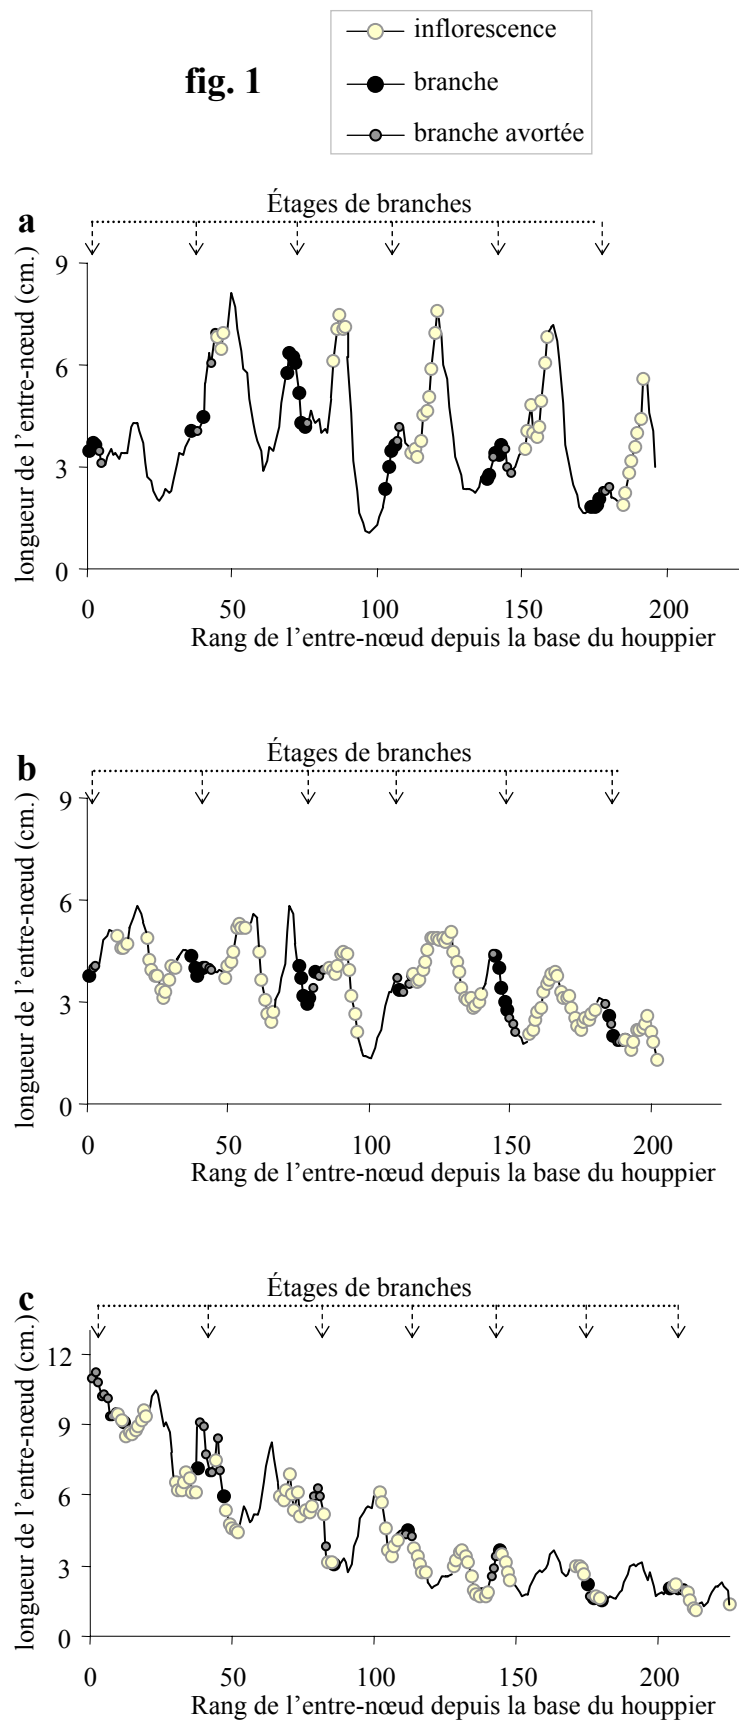 fig. 1
inflorescence
branche
branche avortée
a
Étages de branches
longueur de l'entre-nœud (cm.)
9
6
3
0
0 50 100 150 200
Rang de l'entre-nœud depuis la base du houppier
b
Étages de branches
longueur de l'entre-nœud (cm.)
9
6
3
0
0 50 100 150 200
Rang de l'entre-nœud depuis la base du houppier
c
Étages de branches
longueur de l'entre-nœud (cm.)
12
9
6
3
0
0 50 100 150 200
Rang de l'entre-nœud depuis la base du houppier